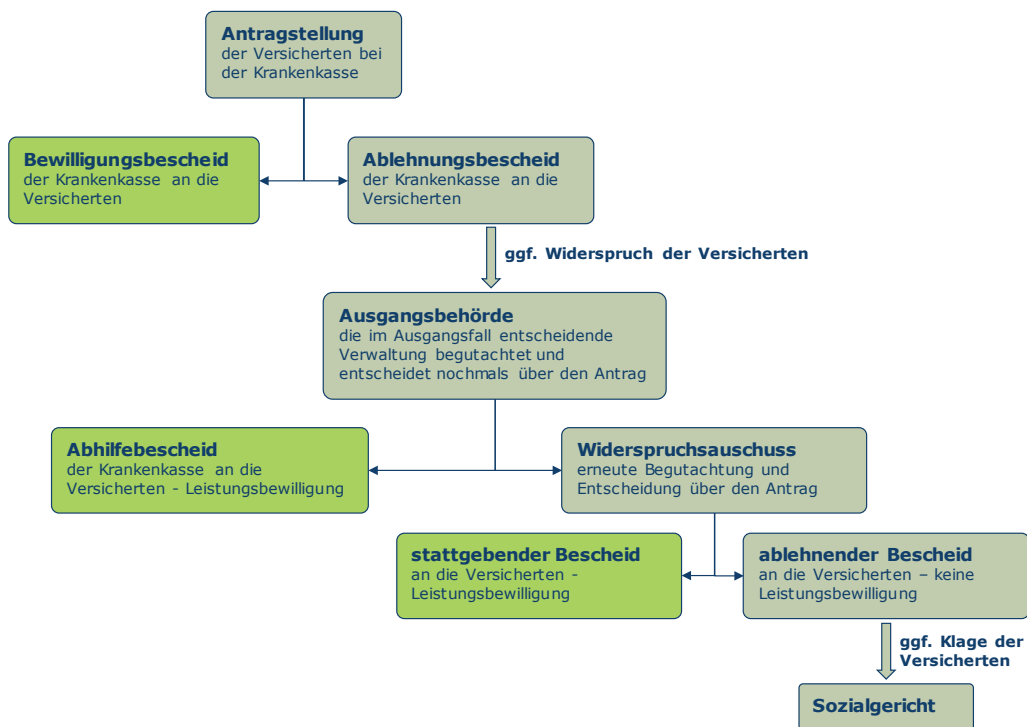 Antragstellung
der Versicherten bei
der Krankenkasse
Bewilligungsbescheid
der Krankenkasse an die
Versicherten
Ablehnungsbescheid
der Krankenkasse an die
Versicherten
ggf. Widerspruch der Versicherten
Ausgangsbehörde
die im Ausgangsfall entscheidende
Verwaltung begutachtet und
entscheidet nochmals über den Antrag
Abhilfebescheid
der Krankenkasse an die
Versicherten - Leistungsbewilligung
Widerspruchsauschuss
erneute Begutachtung und
Entscheidung über den Antrag
stattgebender Bescheid
an die Versicherten -
Leistungsbewilligung
ablehnender Bescheid
an die Versicherten – keine
Leistungsbewilligung
ggf. Klage der
Versicherten
Sozialgericht